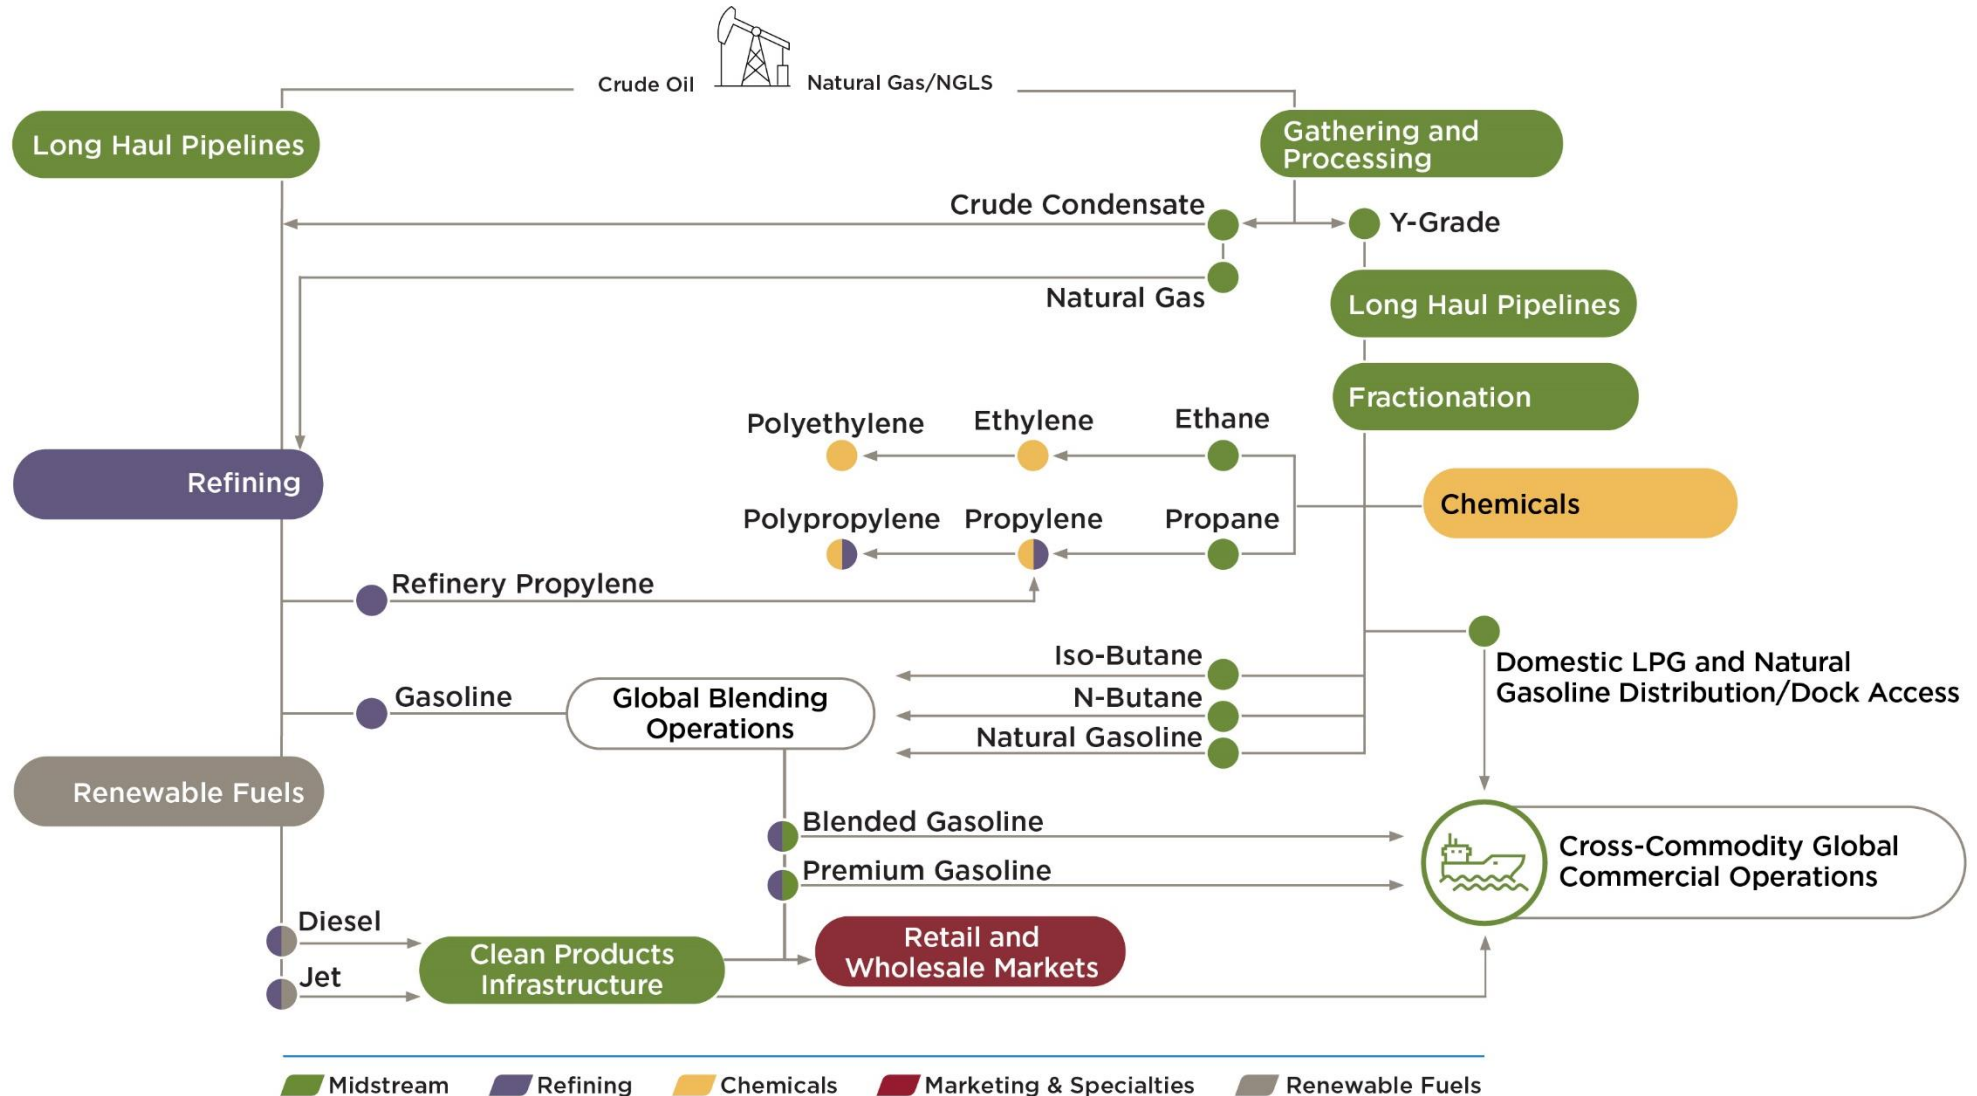 Crude Oil
Natural Gas/NGLS
Long Haul Pipelines
Gathering and
Processing
Crude Condensate
Y-Grade
Natural Gas
Long Haul Pipelines
Fractionation
Polyethylene
Ethylene
Ethane
Refining
Chemicals
Polypropylene
Propylene
Propane
Refinery Propylene
Iso-Butane
Domestic LPG and Natural
Gasoline Distribution/Dock Access
Gasoline
Global Blending
Operations
N-Butane
Natural Gasoline
Renewable Fuels
Blended Gasoline
Premium Gasoline
Cross-Commodity Global
Commercial Operations
Diesel
Jet
Clean Products
Infrastructure
Retail and
Wholesale Markets
Midstream
Refining
Chemicals
Marketing & Specialties
Renewable Fuels